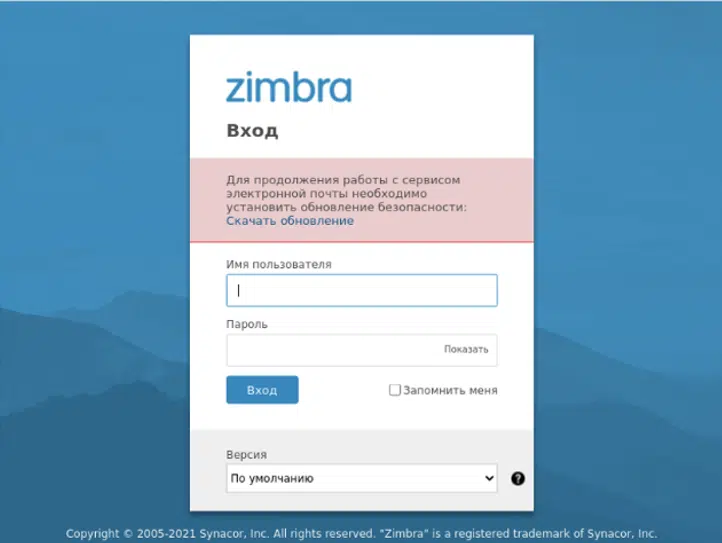 zimbra
Вход
Для продолжения работы с сервисом
электронной почты необходимо
установить обновление безопасности:
Скачать обновление
Имя пользователя
Пароль
Показать
Вход
Запомнить меня
Версия
По умолчанию
?
Copyright © 2005-2021 Synacor, Inc. All rights reserved. "Zimbra" is a registered trademark of Synacor, Inc.